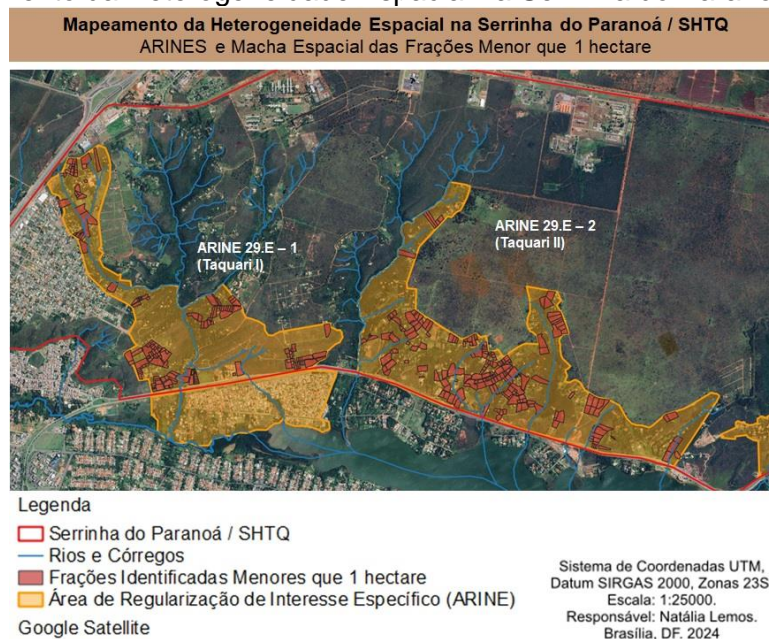 Mapeamento da Heterogeneidade Espacial na Serrinha do Paranoá / SHTQ
ARINES e Macha Espacial das Frações Menor que 1 hectare
ARINE 29.E – 1
(Taquari I)
ARINE 29.E – 2
(Taquari II)
Legenda
Serrinha do Paranoá / SHTQ
Rios e Córregos
Frações Identificadas Menores que 1 hectare
Área de Regularização de Interesse Específico (ARINE)
Google Satellite
Sistema de Coordenadas UTM,
Datum SIRGAS 2000, Zonas 23S
Escala: 1:25000.
Responsável: Natália Lemos.
Brasília, DF, 2024